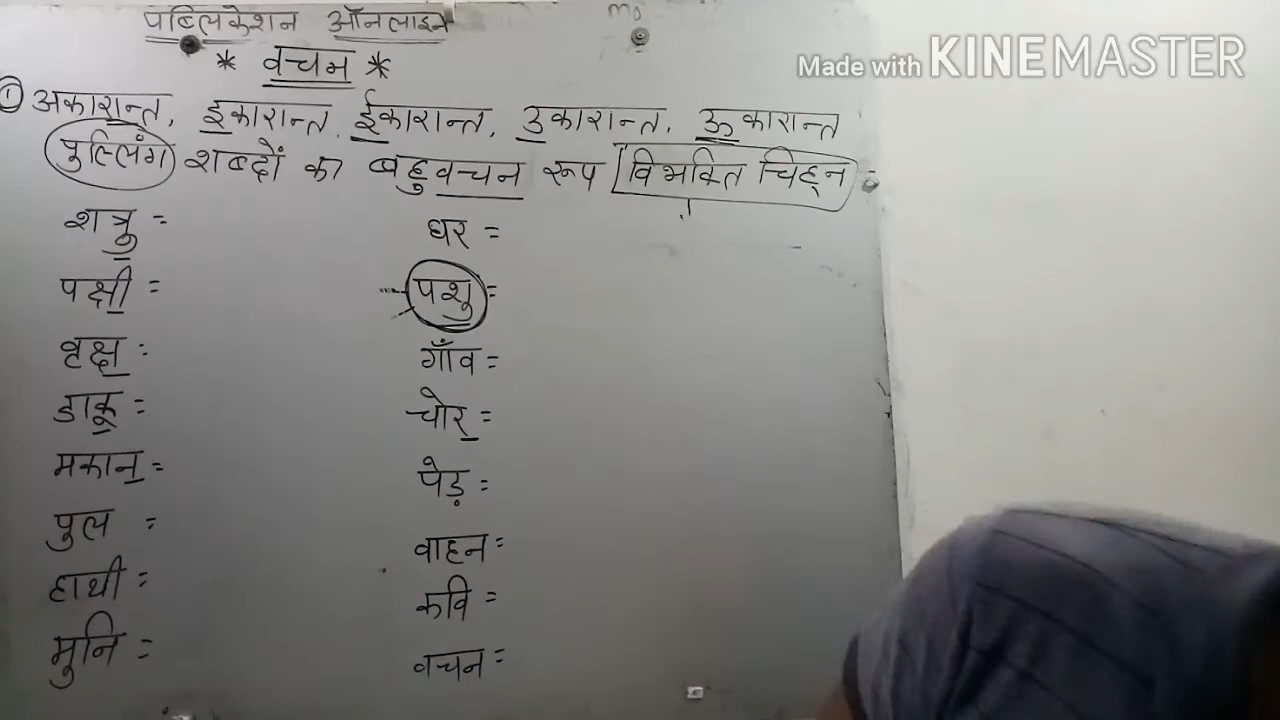 पब्लिकेशन ऑनलाइन
Made with KINEMASTER
* वचन *
① अकारान्त, इकारान्त, ईकारान्त, उकारान्त, ऊकारान्त
पुल्लिंग शब्दों का बहुवचन रूप विभक्ति चिह्न =
शत्रु = घर =
पक्षी = पशु =
वृक्ष = गाँव =
डाकू = चोर =
मकान = पेड़ =
पुल = वाहन =
हाथी = कवि =
मुनि = वचन =